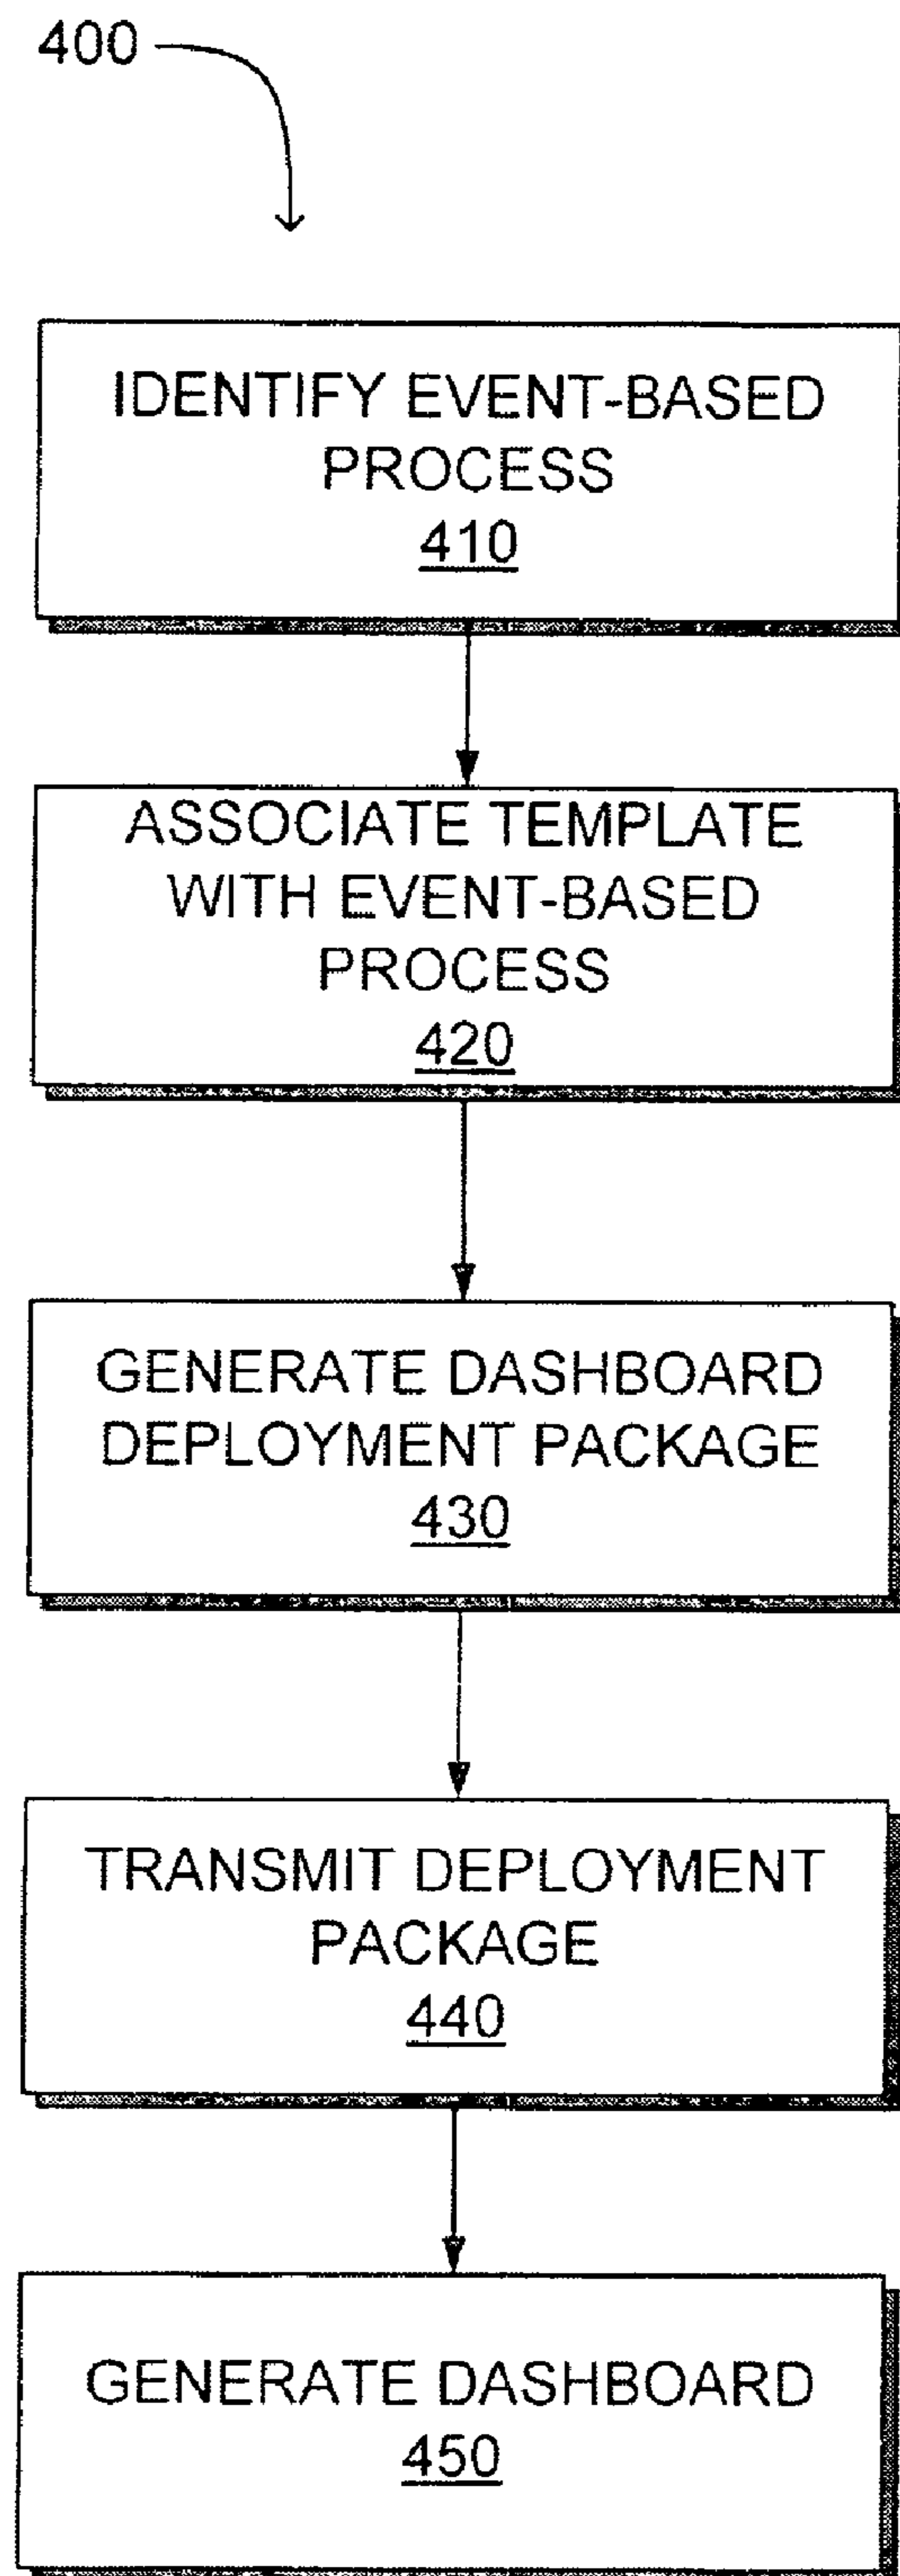 400
IDENTIFY EVENT-BASED
PROCESS
410
ASSOCIATE TEMPLATE
WITH EVENT-BASED
PROCESS
420
GENERATE DASHBOARD
DEPLOYMENT PACKAGE
430
TRANSMIT DEPLOYMENT
PACKAGE
440
GENERATE DASHBOARD
450